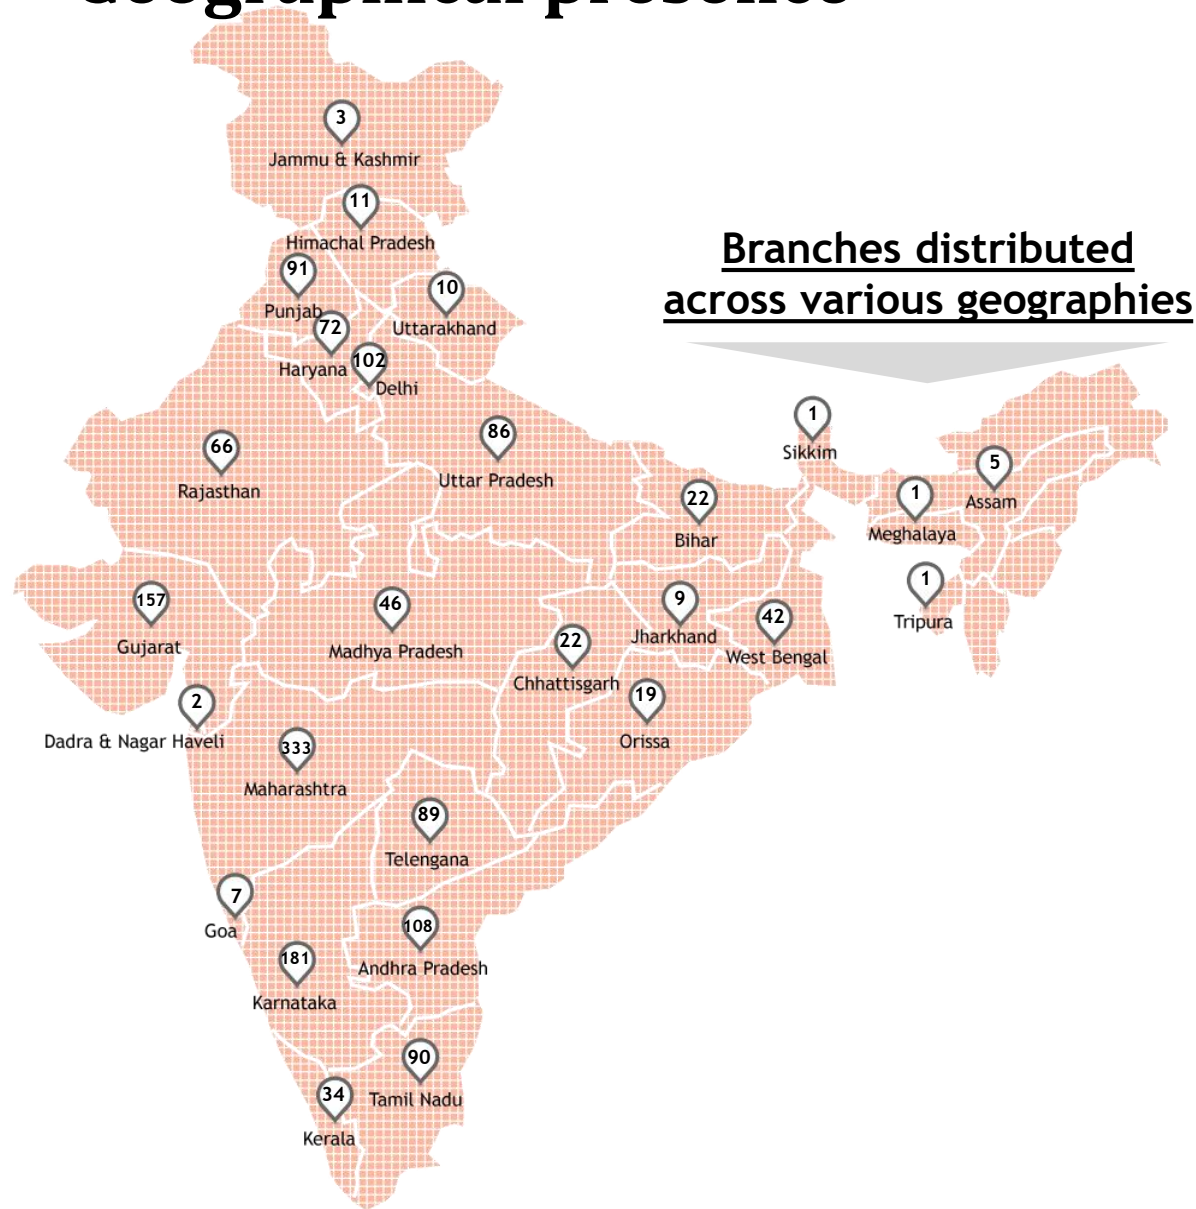 Geographical presence
3
Jammu & Kashmir
11
Himachal Pradesh
91
Punjab
10
Uttarakhand
72
Haryana
102
Delhi
Branches distributed
across various geographies
66
Rajasthan
86
Uttar Pradesh
1
Sikkim
5
Assam
1
Meghalaya
22
Bihar
1
Tripura
157
Gujarat
46
Madhya Pradesh
9
Jharkhand
42
West Bengal
22
Chhattisgarh
19
Orissa
2
Dadra & Nagar Haveli
333
Maharashtra
89
Telengana
7
Goa
108
Andhra Pradesh
181
Karnataka
90
Tamil Nadu
34
Kerala